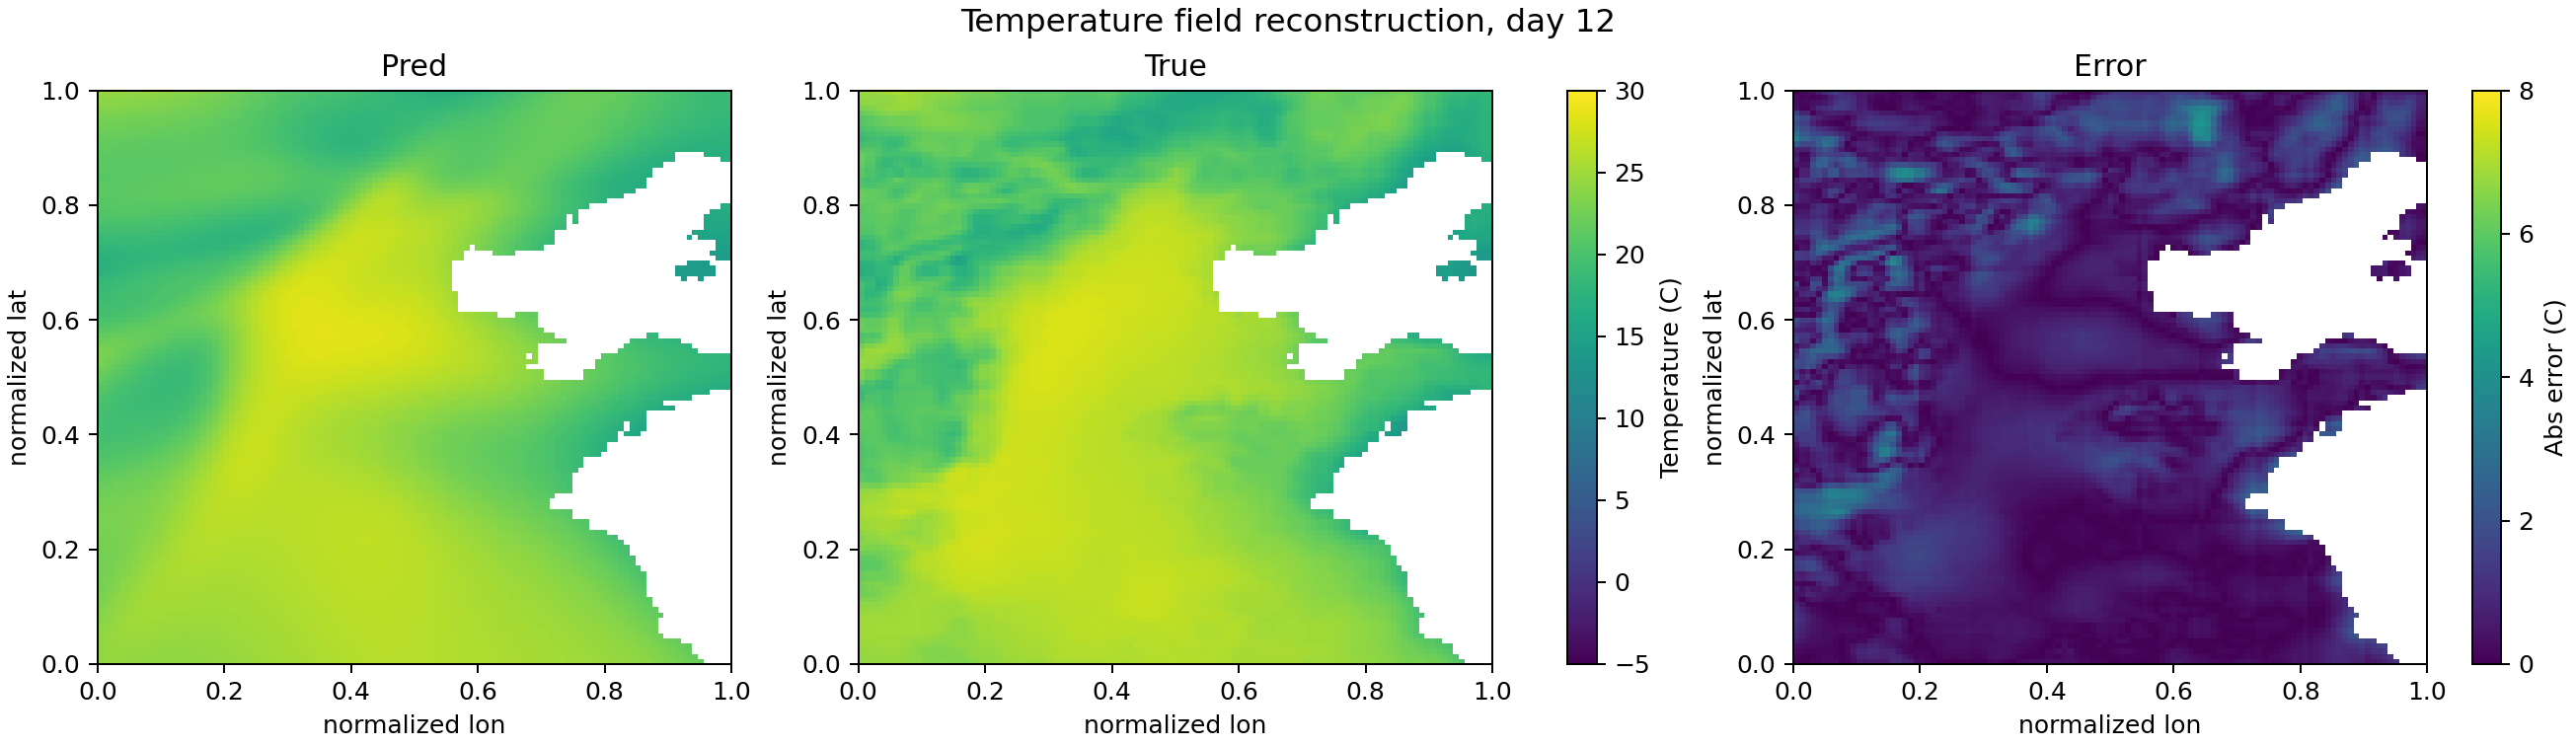 Temperature field reconstruction, day 12
Pred
1.0
0.8
0.6
0.4
0.2
0.0
normalized lat
0.0 0.2 0.4 0.6 0.8 1.0
normalized lon
True
1.0
0.8
0.6
0.4
0.2
0.0
normalized lat
0.0 0.2 0.4 0.6 0.8 1.0
normalized lon
30
25
20
15
10
5
0
−5
Temperature (C)
Error
1.0
0.8
0.6
0.4
0.2
0.0
normalized lat
0.0 0.2 0.4 0.6 0.8 1.0
normalized lon
8
6
4
2
0
Abs error (C)